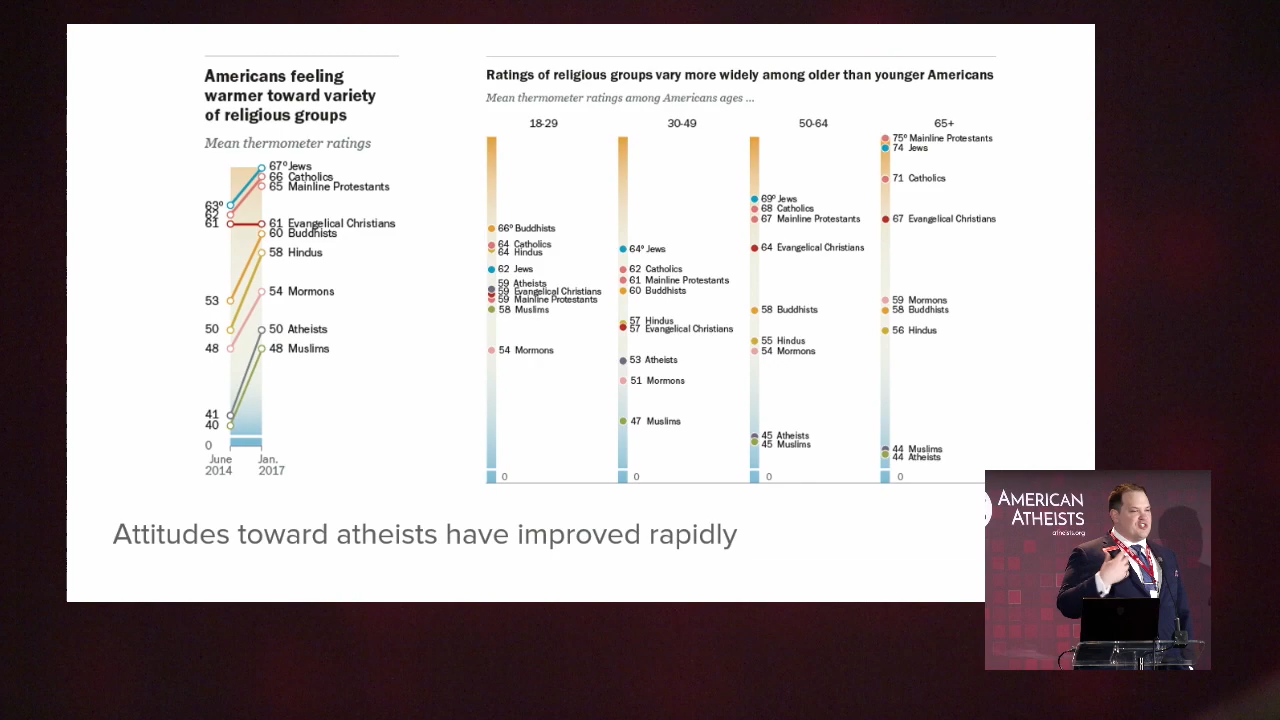 Americans feeling
warmer toward variety
of religious groups
Mean thermometer ratings
67° Jews
66 Catholics
65 Mainline Protestants
63°
62
61
61 Evangelical Christians
60 Buddhists
58 Hindus
53
54 Mormons
50
50 Atheists
48
48 Muslims
41
40
0
June
2014
Jan.
2017
Ratings of religious groups vary more widely among older than younger Americans
Mean thermometer ratings among Americans ages ...
18-29
66° Buddhists
64 Catholics
64 Hindus
62 Jews
59 Atheists
59 Evangelical Christians
59 Mainline Protestants
58 Muslims
54 Mormons
0
30-49
64° Jews
62 Catholics
61 Mainline Protestants
60 Buddhists
57 Hindus
57 Evangelical Christians
53 Atheists
51 Mormons
47 Muslims
0
50-64
69° Jews
68 Catholics
67 Mainline Protestants
64 Evangelical Christians
58 Buddhists
55 Hindus
54 Mormons
45 Atheists
45 Muslims
0
65+
75° Mainline Protestants
74 Jews
71 Catholics
67 Evangelical Christians
59 Mormons
58 Buddhists
56 Hindus
44 Muslims
44 Atheists
0
Attitudes toward atheists have improved rapidly
AMERICAN
ATHEISTS
atheists.org